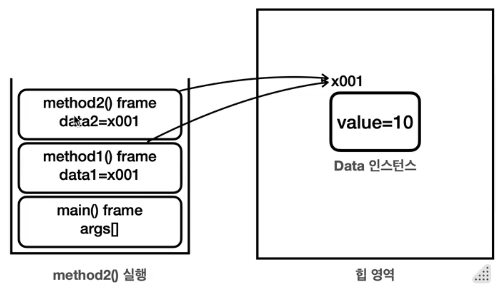 method2() frame
data2=x001
method1() frame
data1=x001
main() frame
args[]
method2() 실행
x001
value=10
Data 인스턴스
힙 영역